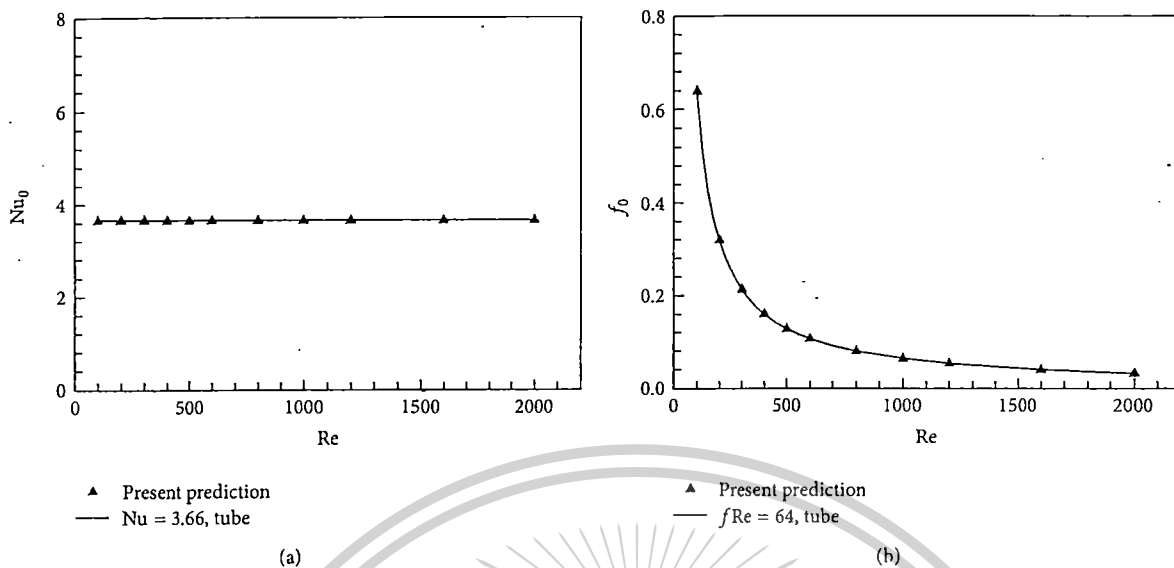 8
6
4
2
0
Nu₀
0
500
1000
1500
2000
Re
▲ Present prediction
— Nu = 3.66, tube
(a)
0.8
0.6
0.4
0.2
0.0
f₀
0
500
1000
1500
2000
Re
▲ Present prediction
— fRe = 64, tube
(b)